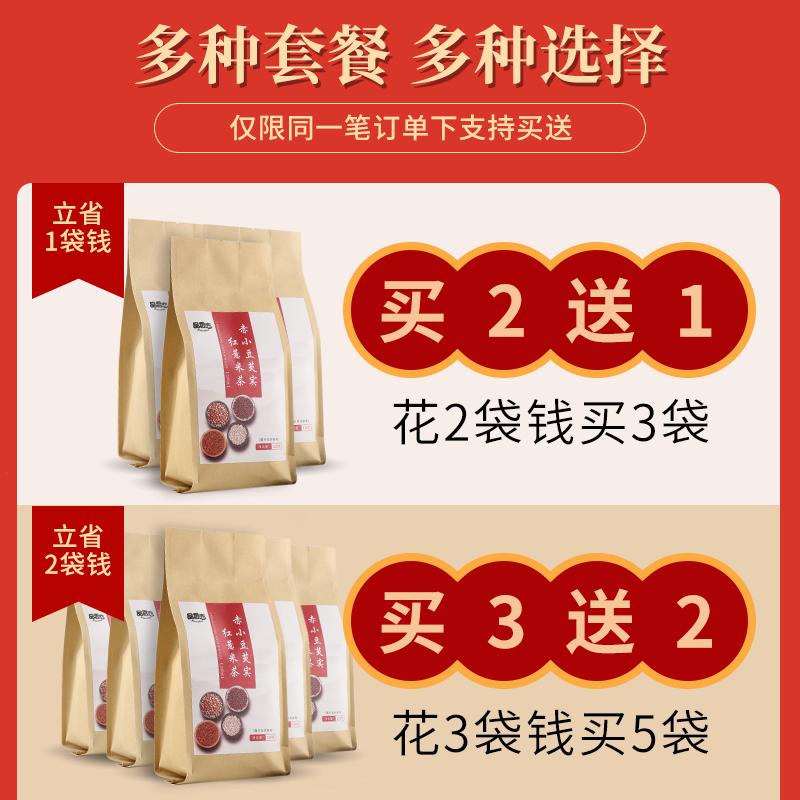 多种套餐 多种选择
仅限同一笔订单下支持买送
立省
1袋钱
赤小豆芡实
红薏米茶
买2送1
花2袋钱买3袋
立省
2袋钱
赤小豆芡实
红薏米茶
买3送2
花3袋钱买5袋